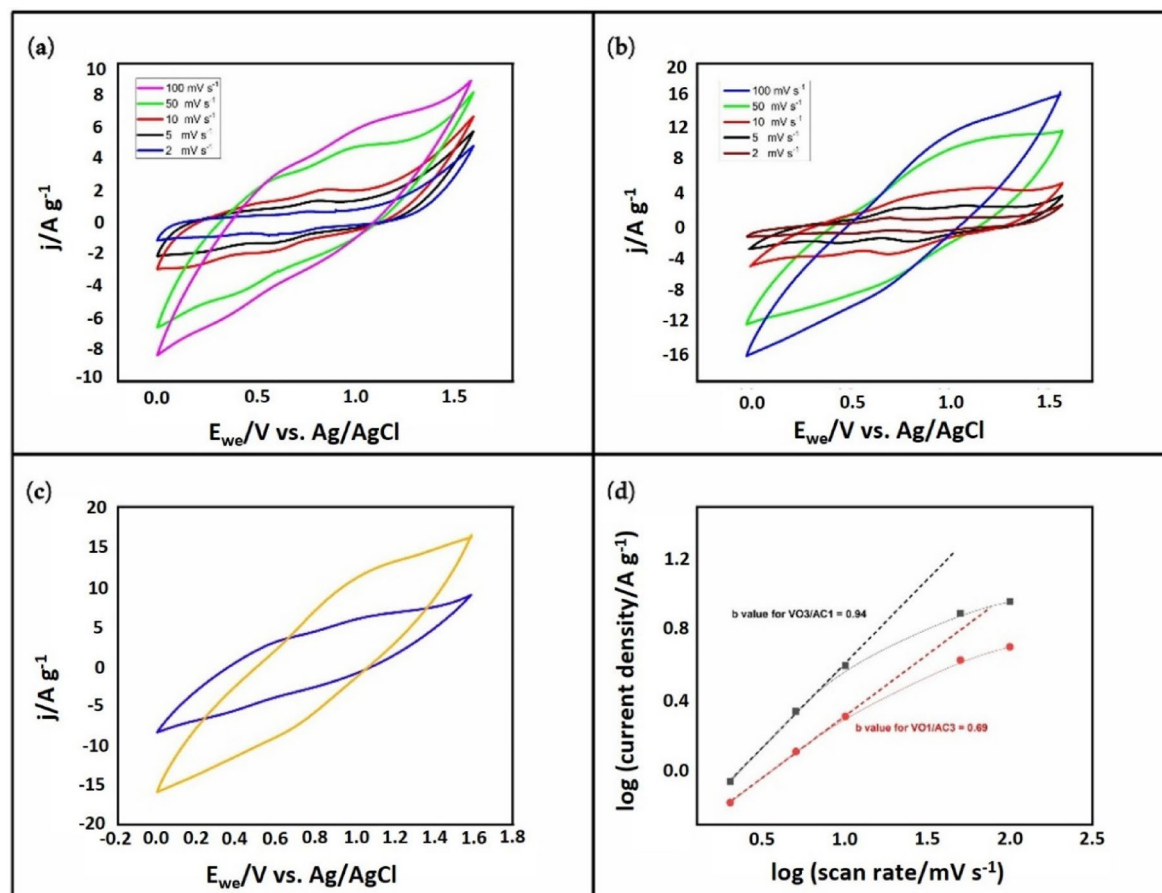 (a)
10
8
6
4
2
0
-2
-4
-6
-8
-10
100 mV s⁻¹
50 mV s⁻¹
10 mV s⁻¹
5 mV s⁻¹
2 mV s⁻¹
j/A g⁻¹
0.0 0.5 1.0 1.5
Ewe/V vs. Ag/AgCl
(b)
20
16
12
8
4
0
-4
-8
-12
-16
100 mV s⁻¹
50 mV s⁻¹
10 mV s⁻¹
5 mV s⁻¹
2 mV s⁻¹
j/A g⁻¹
0.0 0.5 1.0 1.5
Ewe/V vs. Ag/AgCl
(c)
20
15
10
5
0
-5
-10
-15
-20
j/A g⁻¹
-0.2 0.0 0.2 0.4 0.6 0.8 1.0 1.2 1.4 1.6 1.8
Ewe/V vs. Ag/AgCl
(d)
1.2
0.8
0.4
0.0
log (current density/A g⁻¹)
b value for VO3/AC1 = 0.94
b value for VO1/AC3 = 0.69
0.5 1.0 1.5 2.0 2.5
log (scan rate/mV s⁻¹)